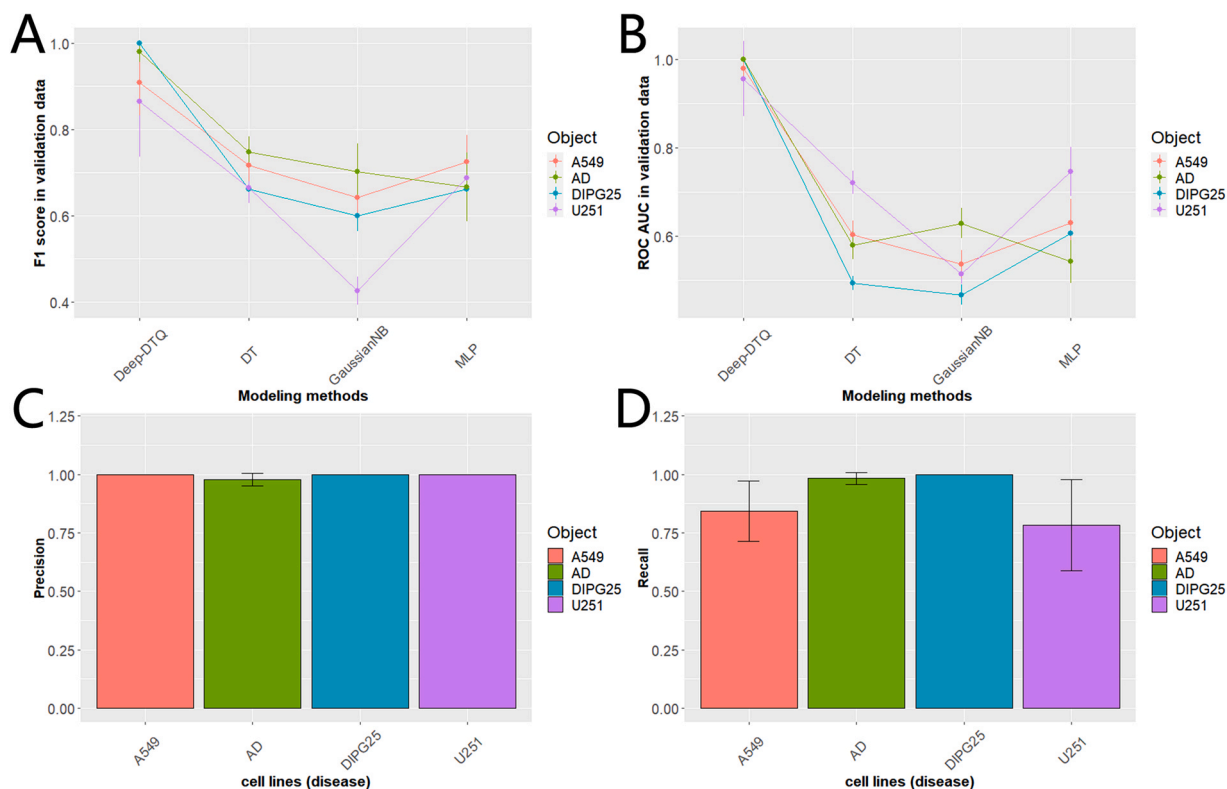 A
F1 score in validation data
1.0
0.8
0.6
0.4
Deep-DTQ
DT
GaussianNB
MLP
Modeling methods
Object
A549
AD
DIPG25
U251
B
ROC AUC in validation data
1.0
0.8
0.6
Deep-DTQ
DT
GaussianNB
MLP
Modeling methods
Object
A549
AD
DIPG25
U251
C
Precision
1.25
1.00
0.75
0.50
0.25
0.00
A549
AD
DIPG25
U251
cell lines (disease)
Object
A549
AD
DIPG25
U251
D
Recall
1.25
1.00
0.75
0.50
0.25
0.00
A549
AD
DIPG25
U251
cell lines (disease)
Object
A549
AD
DIPG25
U251